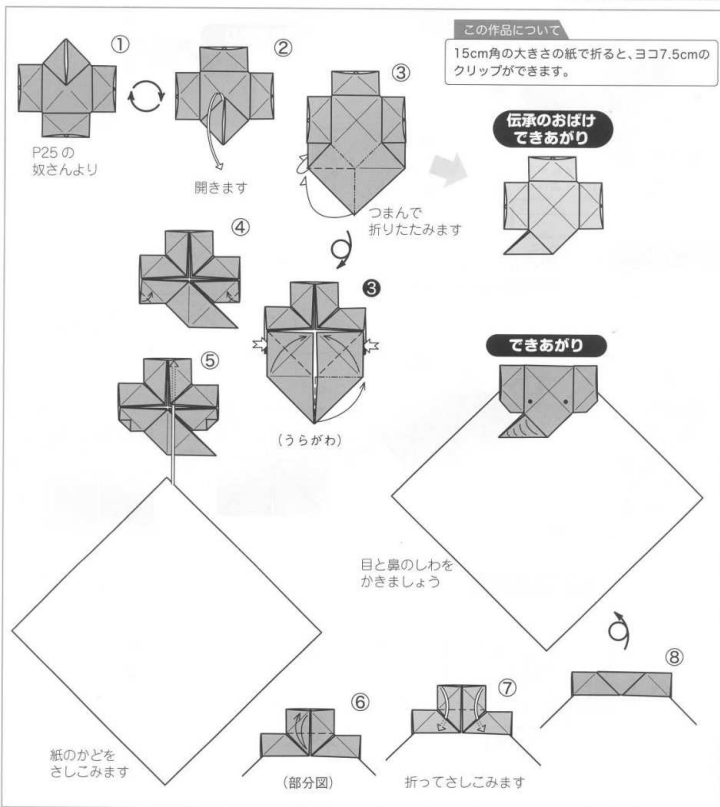 この作品について
15cm角の大きさの紙で折ると、ヨコ7.5cmの
クリップができます。
①
P25の
奴さんより
②
開きます
③
つまんで
折りたたみます
伝承のおばけ
できあがり
❸
(うらがわ)
④
⑤
紙のかどを
さしこみます
⑥
(部分図)
⑦
折ってさしこみます
⑧
できあがり
目と鼻のしわを
かきましょう